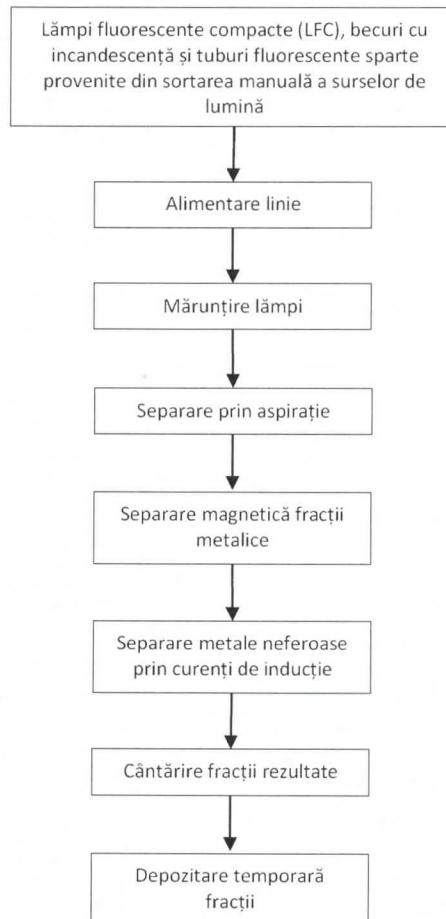 Lămpi fluorescente compacte (LFC), becuri cu
incandescență și tuburi fluorescente sparte
provenite din sortarea manuală a surselor de
lumină
Alimentare linie
Mărunțire lămpi
Separare prin aspirație
Separare magnetică fracții
metalice
Separare metale neferoase
prin curenți de inducție
Cântărire fracții rezultate
Depozitare temporară
fracții